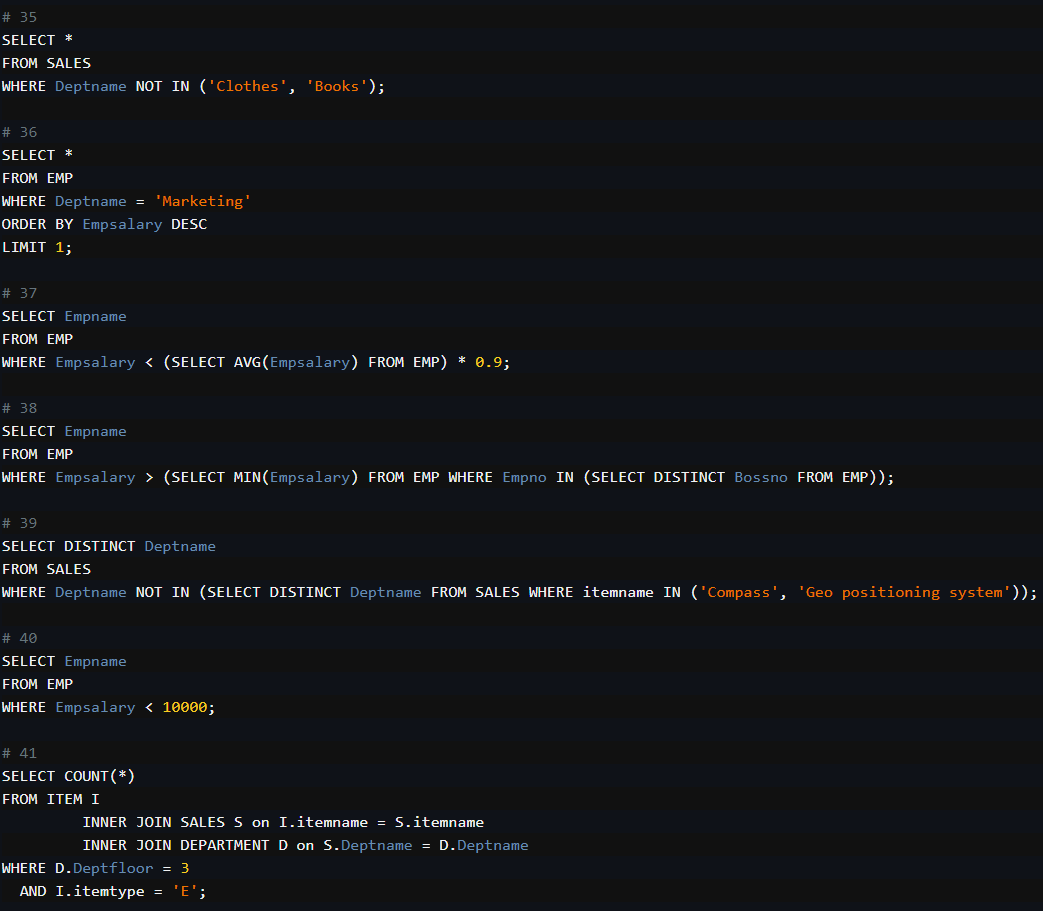 # 35
SELECT *
FROM SALES
WHERE Deptname NOT IN ('Clothes', 'Books');
# 36
SELECT *
FROM EMP
WHERE Deptname = 'Marketing'
ORDER BY Empsalary DESC
LIMIT 1;
# 37
SELECT Empname
FROM EMP
WHERE Empsalary < (SELECT AVG(Empsalary) FROM EMP) * 0.9;
# 38
SELECT Empname
FROM EMP
WHERE Empsalary > (SELECT MIN(Empsalary) FROM EMP WHERE Empno IN (SELECT DISTINCT Bossno FROM EMP));
# 39
SELECT DISTINCT Deptname
FROM SALES
WHERE Deptname NOT IN (SELECT DISTINCT Deptname FROM SALES WHERE itemname IN ('Compass', 'Geo positioning system'));
# 40
SELECT Empname
FROM EMP
WHERE Empsalary < 10000;
# 41
SELECT COUNT(*)
FROM ITEM I
         INNER JOIN SALES S on I.itemname = S.itemname
         INNER JOIN DEPARTMENT D on S.Deptname = D.Deptname
WHERE D.Deptfloor = 3
  AND I.itemtype = 'E';